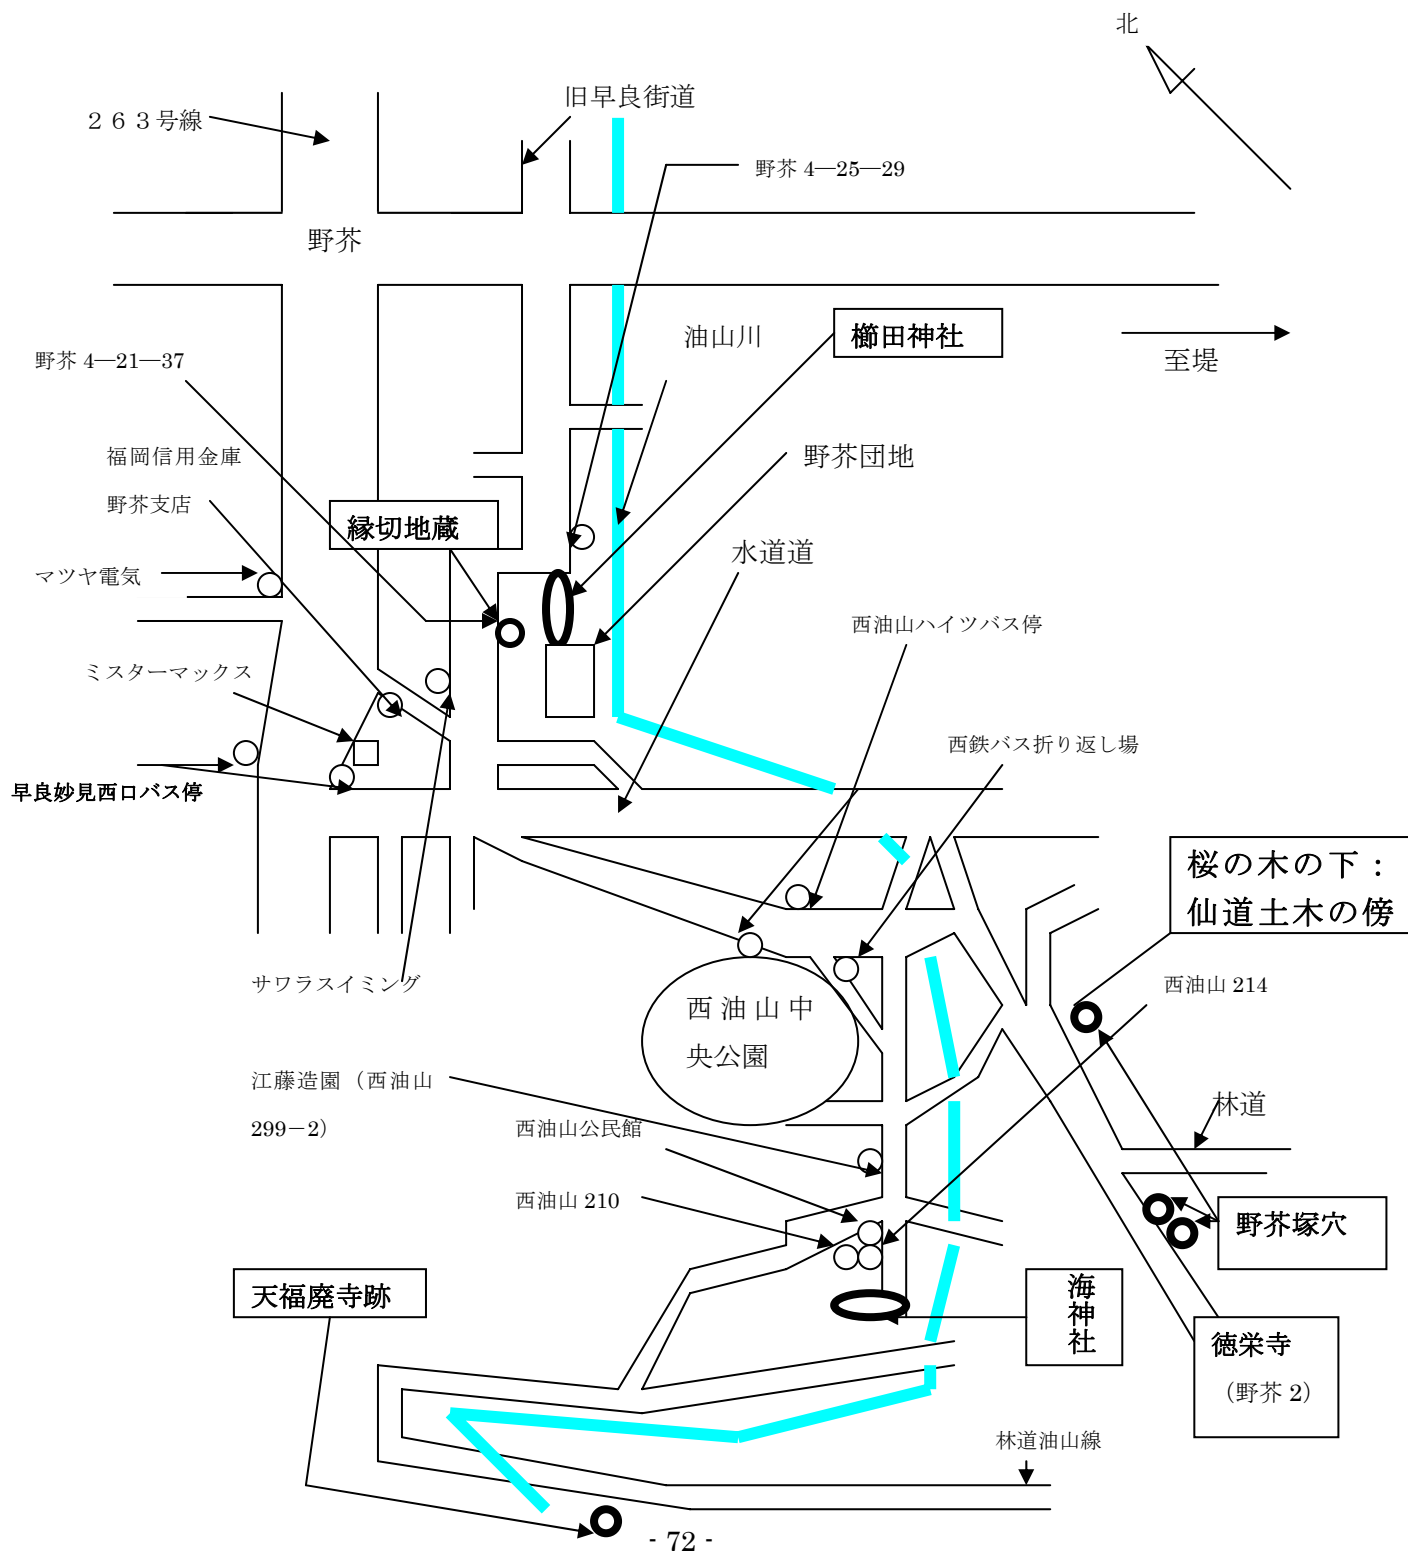 北
旧早良街道
２６３号線
野芥 4―25―29
野芥
油山川
櫛田神社
至堤
野芥 4―21―37
福岡信用金庫
野芥支店
野芥団地
縁切地蔵
水道道
マツヤ電気
西油山ハイツバス停
ミスターマックス
西鉄バス折り返し場
早良妙見西口バス停
桜の木の下：
仙道土木の傍
サワラスイミング
西油山 214
西油山中
央公園
江藤造園（西油山
299－2）
林道
西油山公民館
西油山 210
野芥塚穴
天福廃寺跡
海神社
徳栄寺
（野芥 2）
林道油山線
- 72 -